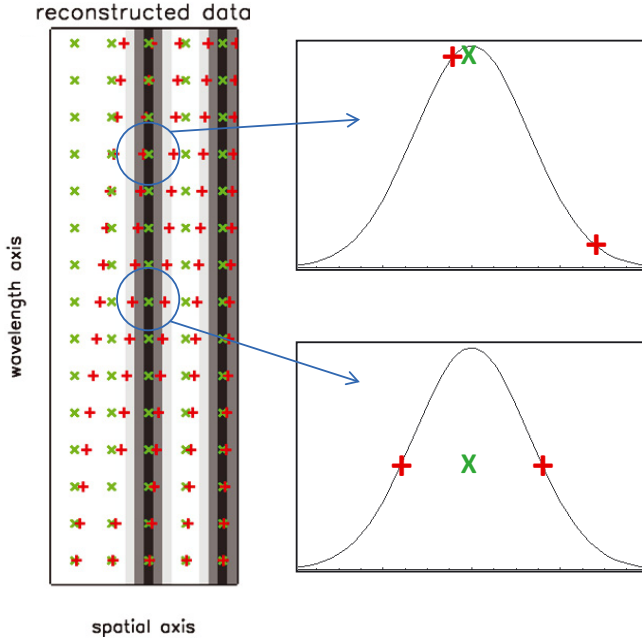 reconstructed data
wavelength axis
spatial axis
X
X